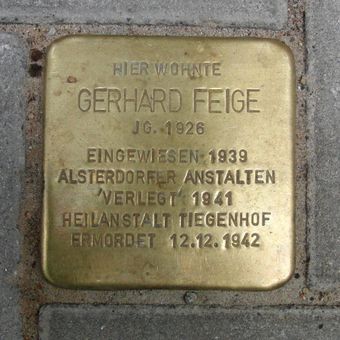 HIER WOHNTE
GERHARD FEIGE
JG. 1926
EINGEWIESEN 1939
ALSTERDORFER ANSTALTEN
'VERLEGT' 1941
HEILANSTALT TIEGENHOF
ERMORDET 12.12.1942